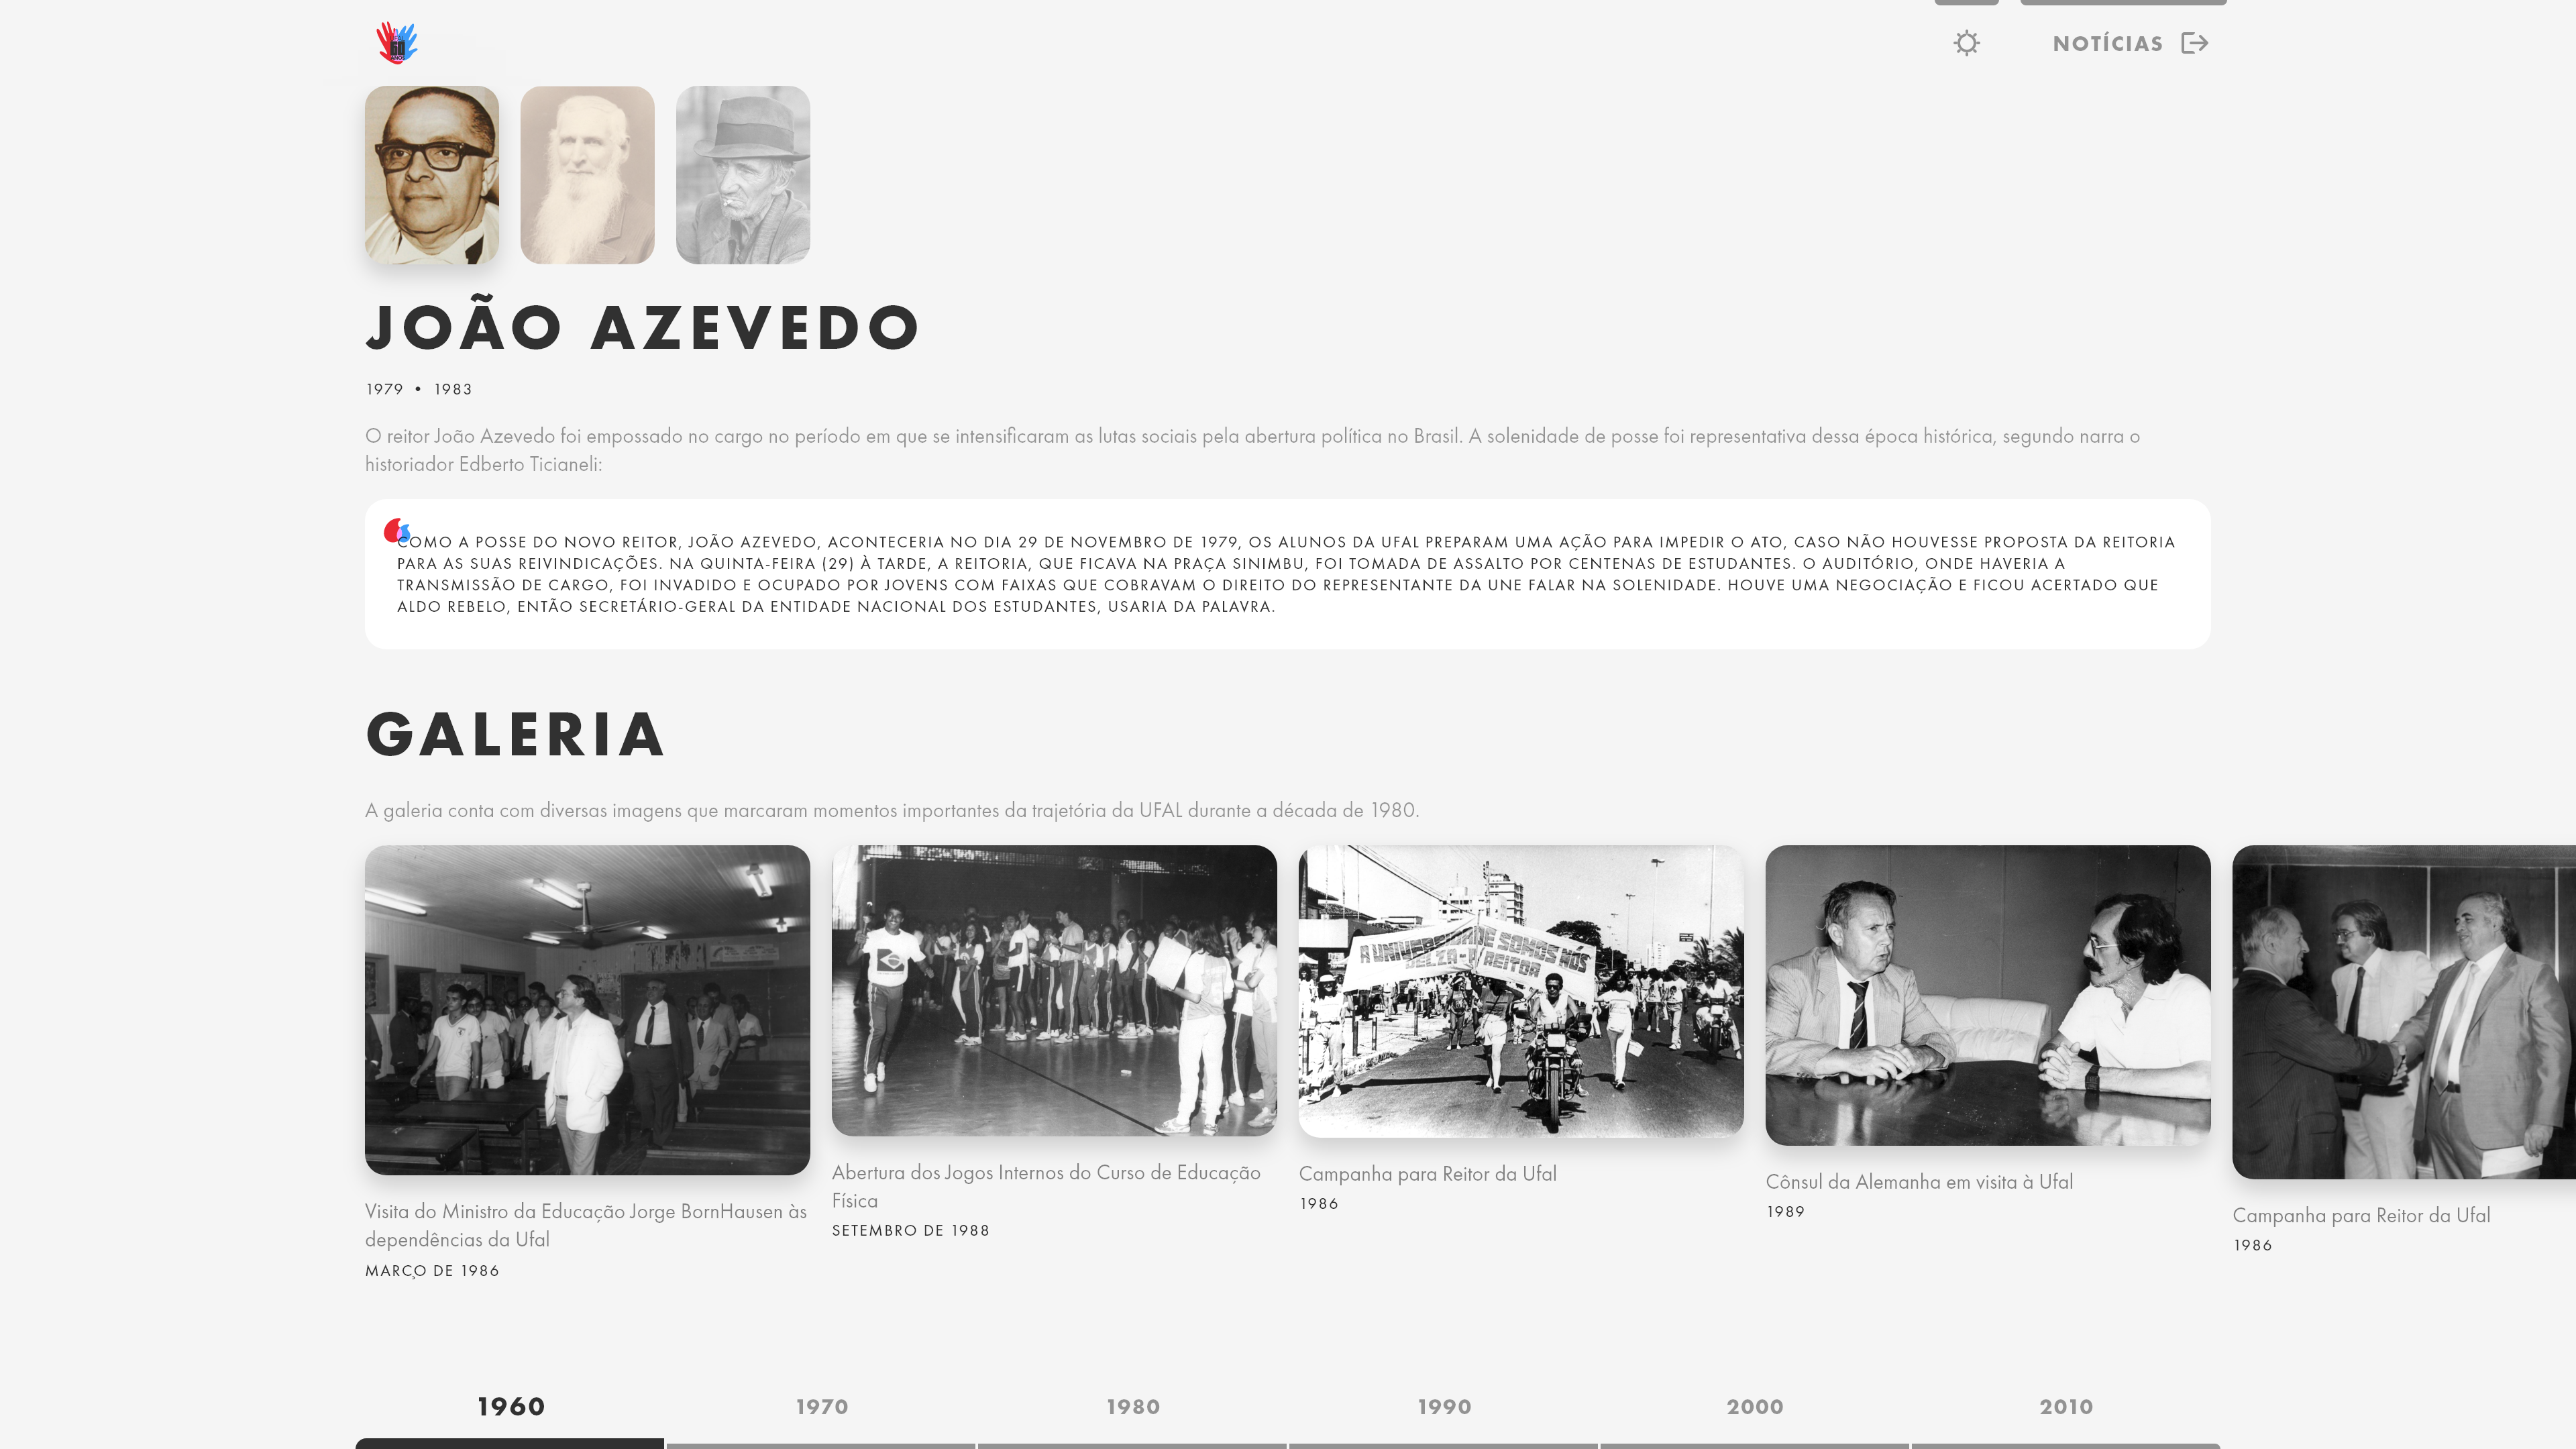 60
ANOS
NOTÍCIAS
JOÃO AZEVEDO
1979 • 1983
O reitor João Azevedo foi empossado no cargo no período em que se intensificaram as lutas sociais pela abertura política no Brasil. A solenidade de posse foi representativa dessa época histórica, segundo narra o
historiador Edberto Ticianeli:
COMO A POSSE DO NOVO REITOR, JOÃO AZEVEDO, ACONTECERIA NO DIA 29 DE NOVEMBRO DE 1979, OS ALUNOS DA UFAL PREPARAM UMA AÇÃO PARA IMPEDIR O ATO, CASO NÃO HOUVESSE PROPOSTA DA REITORIA
PARA AS SUAS REIVINDICAÇÕES. NA QUINTA-FEIRA (29) À TARDE, A REITORIA, QUE FICAVA NA PRAÇA SINIMBU, FOI TOMADA DE ASSALTO POR CENTENAS DE ESTUDANTES. O AUDITÓRIO, ONDE HAVERIA A
TRANSMISSÃO DE CARGO, FOI INVADIDO E OCUPADO POR JOVENS COM FAIXAS QUE COBRAVAM O DIREITO DO REPRESENTANTE DA UNE FALAR NA SOLENIDADE. HOUVE UMA NEGOCIAÇÃO E FICOU ACERTADO QUE
ALDO REBELO, ENTÃO SECRETÁRIO-GERAL DA ENTIDADE NACIONAL DOS ESTUDANTES, USARIA DA PALAVRA.
GALERIA
A galeria conta com diversas imagens que marcaram momentos importantes da trajetória da UFAL durante a década de 1980.
A UNIVERSIDADE SOMOS NÓS
DELZA REITOR
Visita do Ministro da Educação Jorge BornHausen às
dependências da Ufal
MARÇO DE 1986
Abertura dos Jogos Internos do Curso de Educação
Física
SETEMBRO DE 1988
Campanha para Reitor da Ufal
1986
Cônsul da Alemanha em visita à Ufal
1989
Campanha para Reitor da Ufal
1986
1960
1970
1980
1990
2000
2010